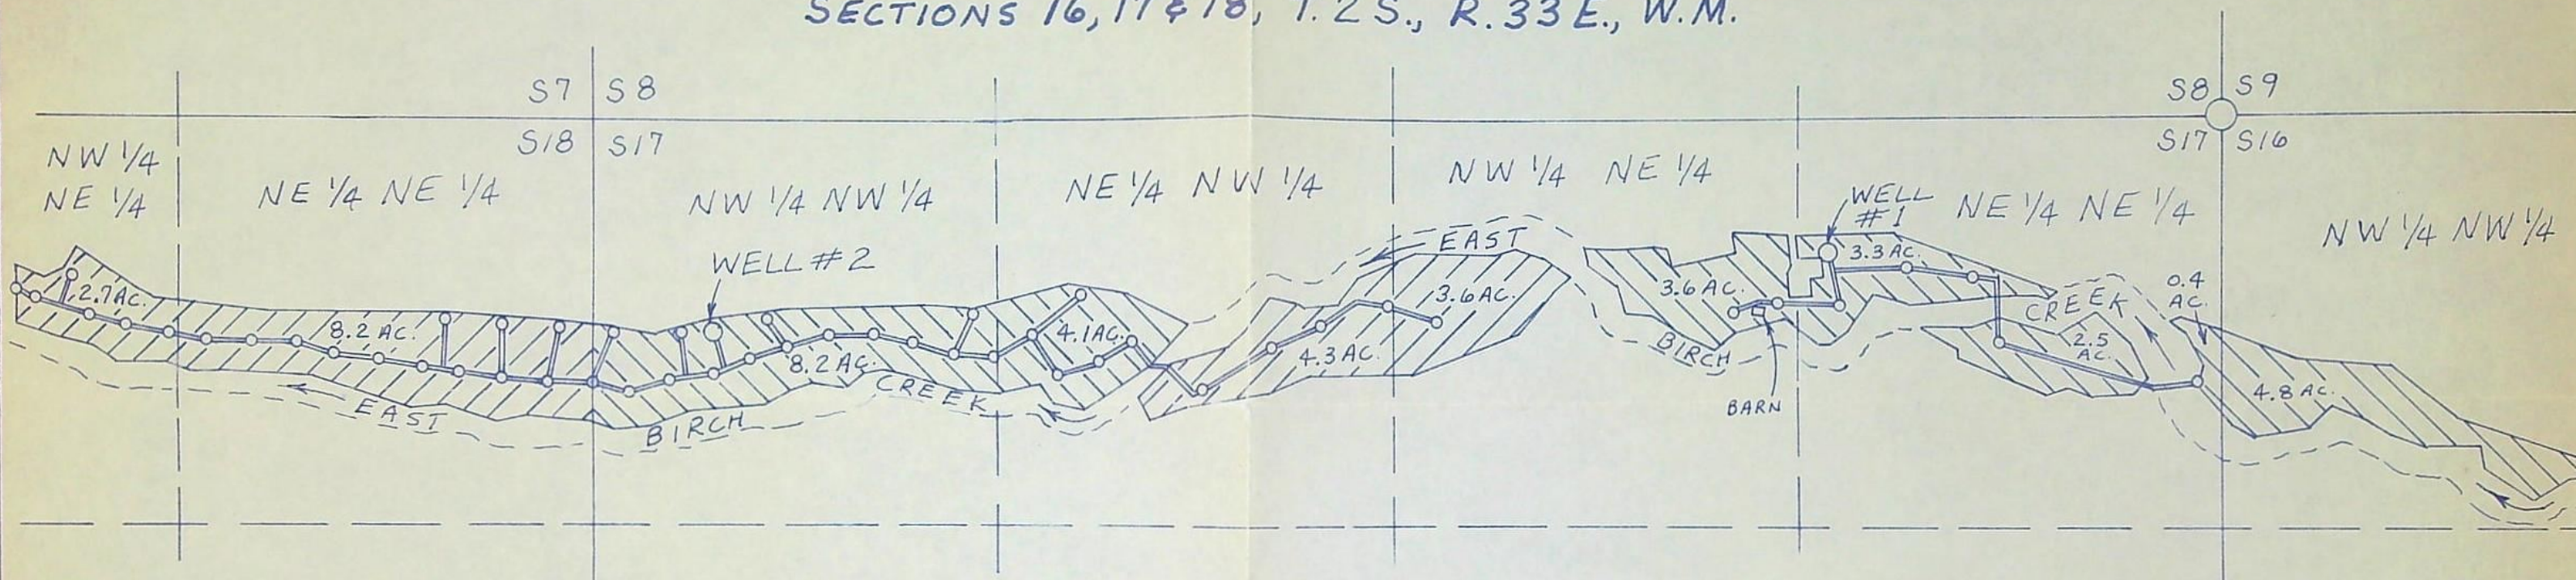 SECTIONS 16, 17 & 18, T. 2 S., R. 33 E., W.M.
S7 S8
S8 S9
S18 S17
S17 S16
NW 1/4
NE 1/4
NE 1/4 NE 1/4
NW 1/4 NW 1/4
NE 1/4 NW 1/4
NW 1/4 NE 1/4
WELL
#1
NE 1/4 NE 1/4
NW 1/4 NW 1/4
WELL #2
EAST
3.3 AC.
2.7 AC.
8.2 AC.
8.2 AC.
4.1 AC.
4.3 AC.
3.6 AC.
3.6 AC.
CREEK
0.4
AC.
2.5
AC.
4.8 AC.
BIRCH
BARN
EAST
BIRCH
CREEK